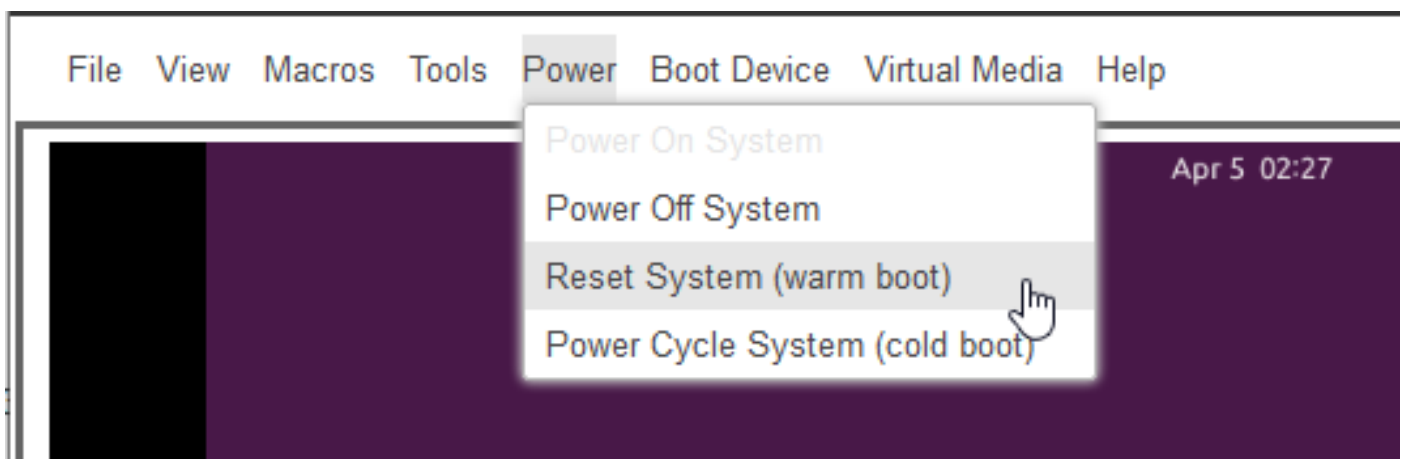 File View Macros Tools Power Boot Device Virtual Media Help
Power On System
Apr 5 02:27
Power Off System
Reset System (warm boot)
Power Cycle System (cold boot)